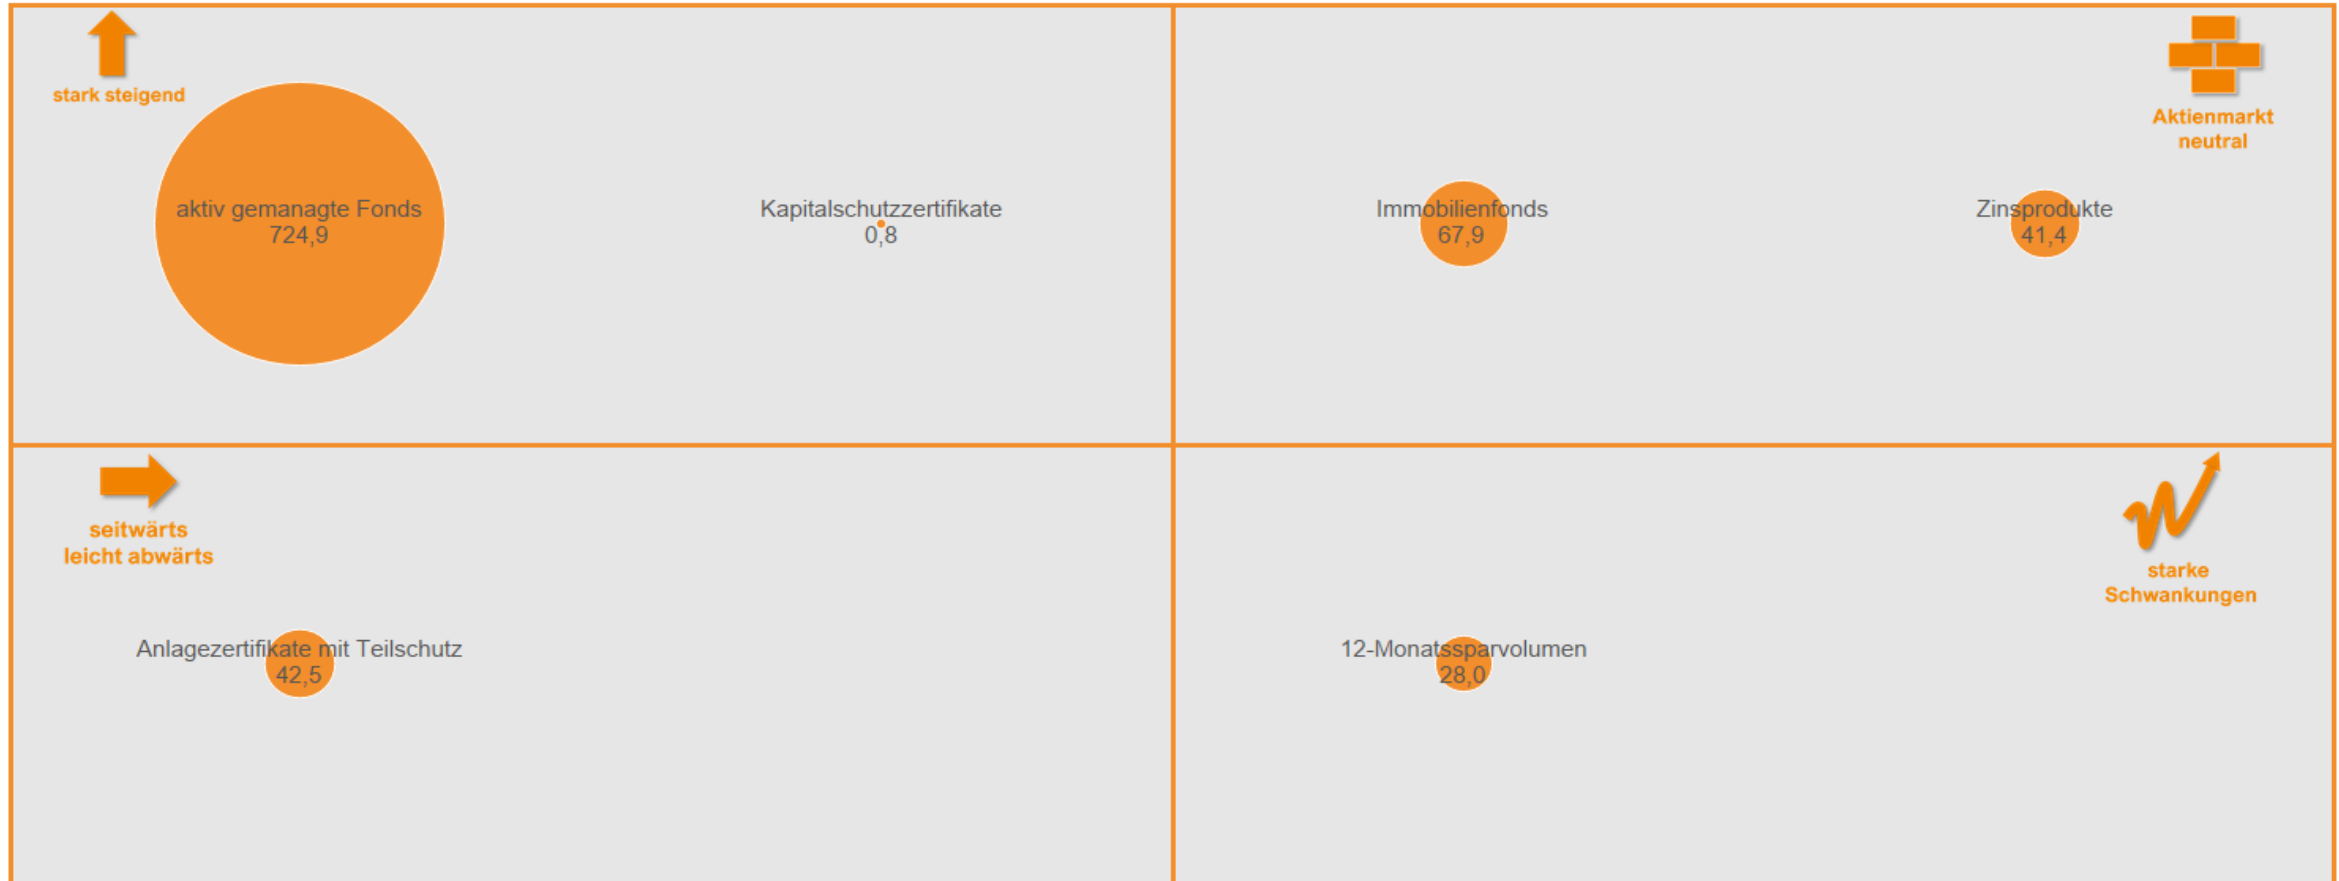 stark steigend
aktiv gemanagte Fonds
724,9
Kapitalschutzzertifikate
0,8
Immobilienfonds
67,9
Zinsprodukte
41,4
Aktienmarkt
neutral
seitwärts
leicht abwärts
Anlagezertifikate mit Teilschutz
42,5
12-Monatssparvolumen
28,0
starke
Schwankungen